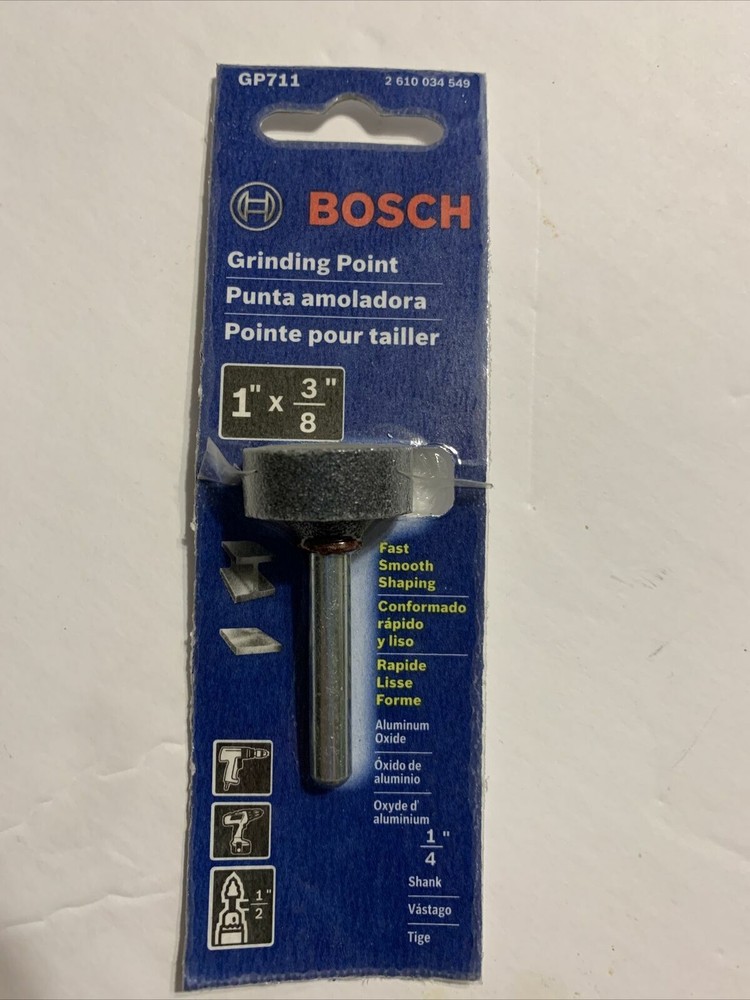 GP711
2 610 034 549
BOSCH
Grinding Point
Punta amoladora
Pointe pour tailler
1" x 3/8"
Fast
Smooth
Shaping
Conformado
rápido
y liso
Rapide
Lisse
Forme
Aluminum
Oxide
Óxido de
aluminio
Oxyde d'
aluminium
1/4"
Shank
Vástago
Tige
1/2"